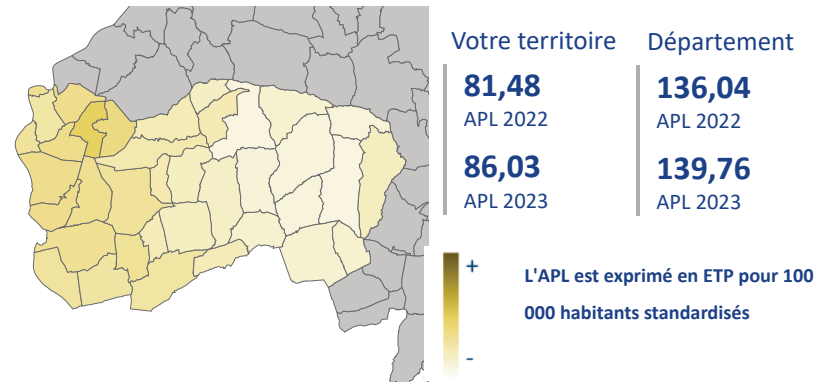 Votre territoire
81,48
APL 2022
86,03
APL 2023
Département
136,04
APL 2022
139,76
APL 2023
+
-
L'APL est exprimé en ETP pour 100
000 habitants standardisés